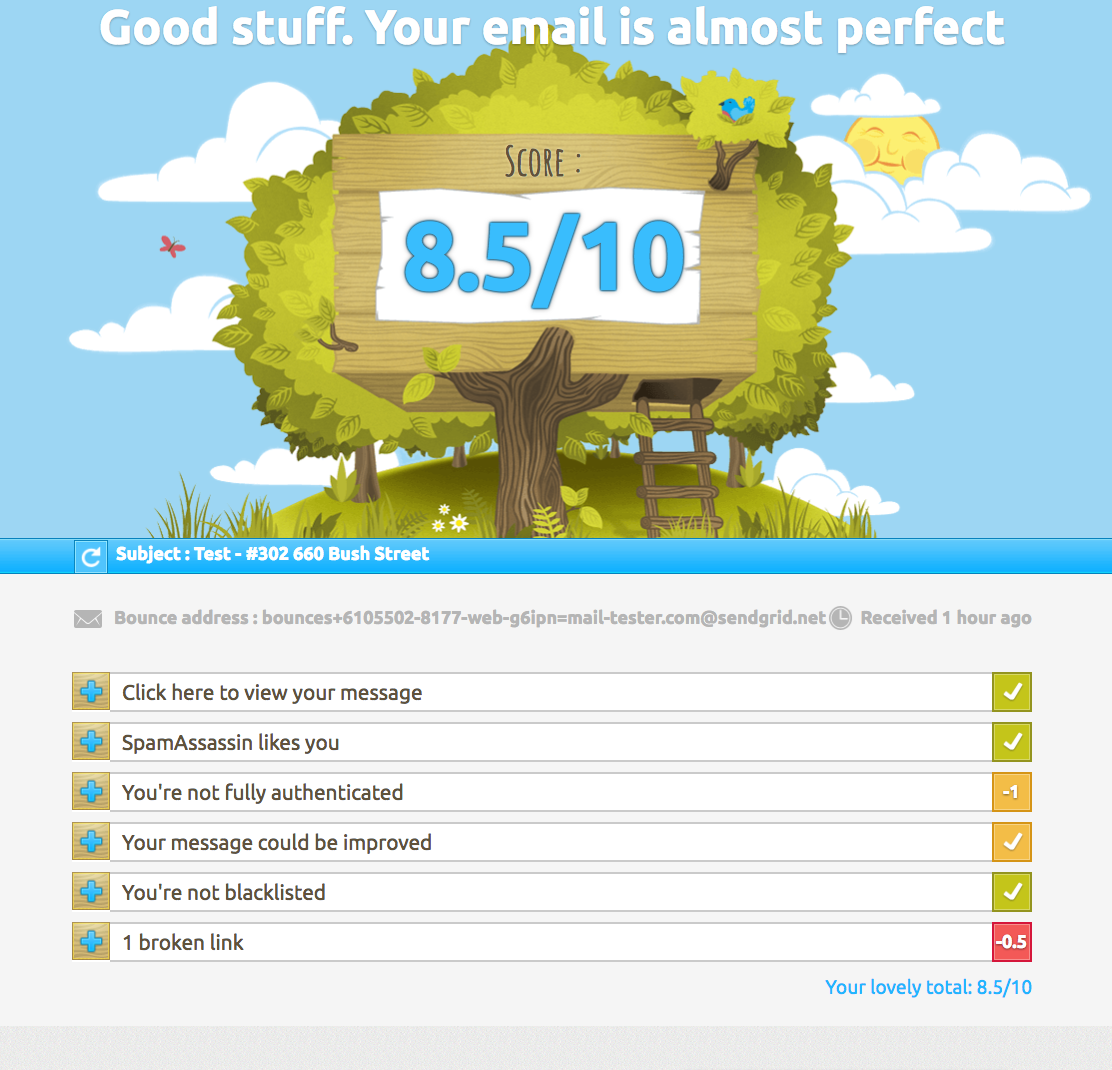 Good stuff. Your email is almost perfect
Score :
8.5/10
Subject : Test - #302 660 Bush Street
Bounce address : bounces+6105502-8177-web-g6ipn=mail-tester.com@sendgrid.net Received 1 hour ago
Click here to view your message
SpamAssassin likes you
You're not fully authenticated -1
Your message could be improved
You're not blacklisted
1 broken link -0.5
Your lovely total: 8.5/10